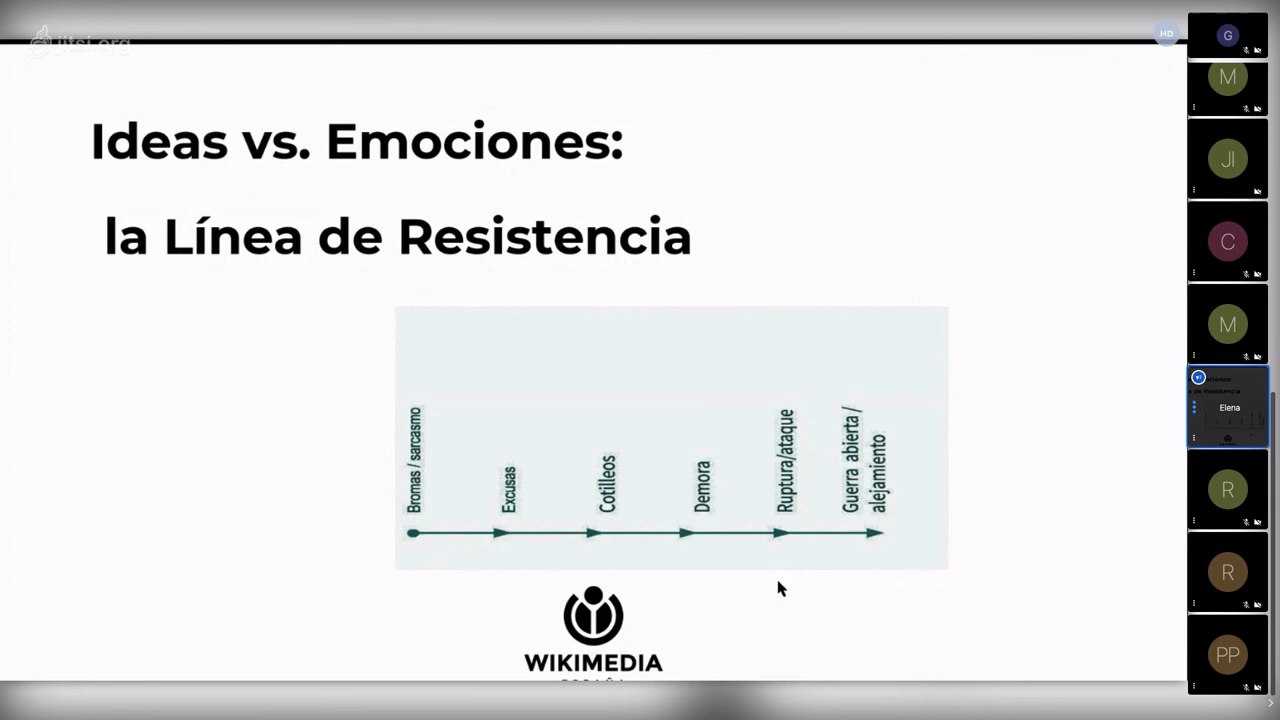 jitsi.org
HD
Ideas vs. Emociones:
la Línea de Resistencia
Bromas / sarcasmo
Excusas
Cotilleos
Demora
Ruptura/ataque
Guerra abierta /
alejamiento
WIKIMEDIA
G
M
JI
C
M
Elena
R
R
PP